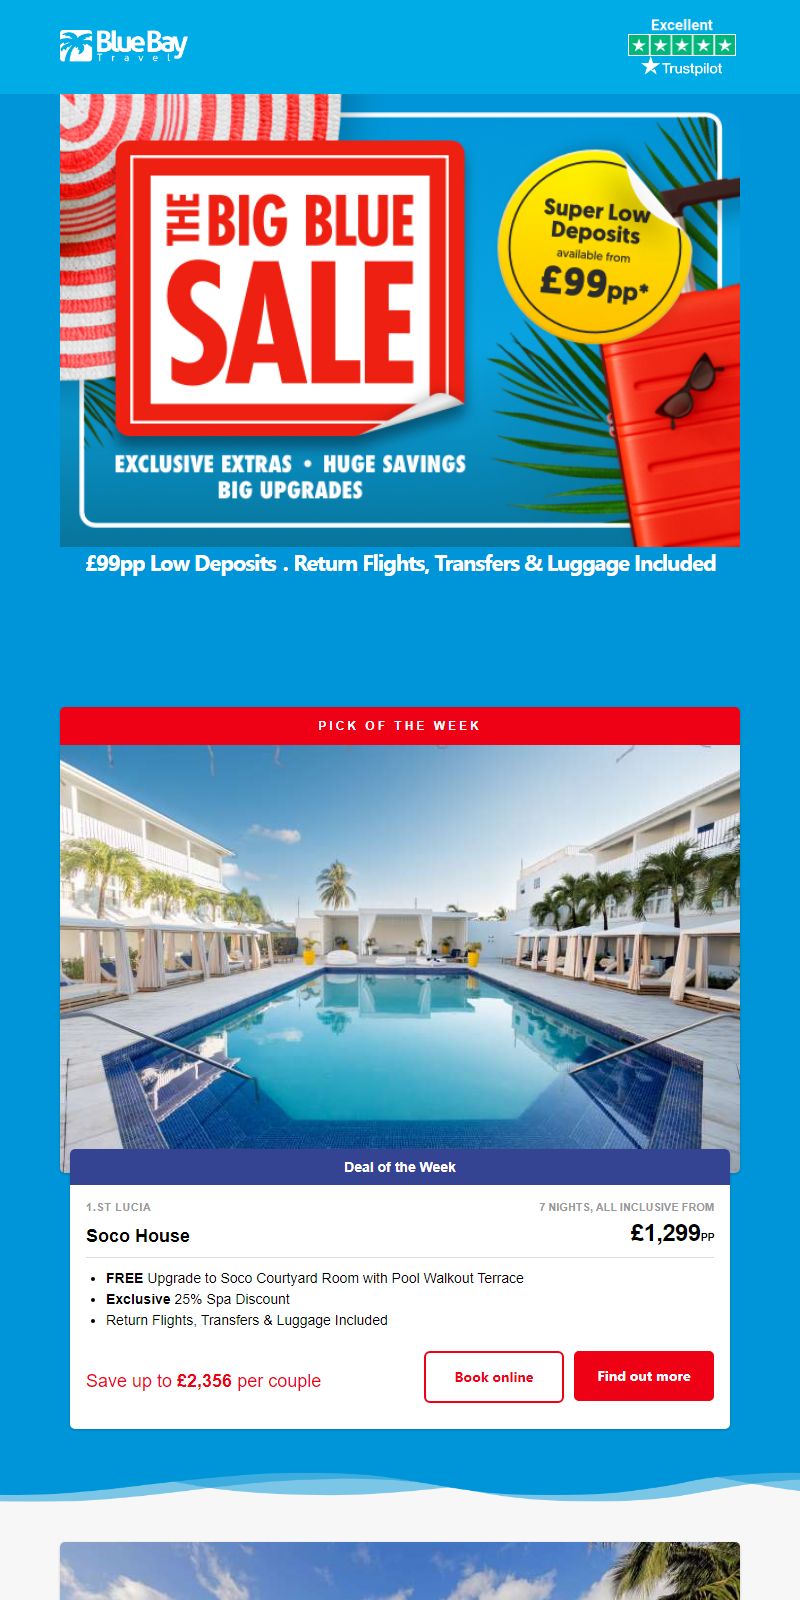 Blue Bay
Travel
Excellent
Trustpilot
THE BIG BLUE
SALE
Super Low
Deposits
available from
£99pp*
EXCLUSIVE EXTRAS • HUGE SAVINGS
BIG UPGRADES
£99pp Low Deposits . Return Flights, Transfers & Luggage Included
PICK OF THE WEEK
Deal of the Week
1.ST LUCIA
7 NIGHTS, ALL INCLUSIVE FROM
Soco House
£1,299PP
• FREE Upgrade to Soco Courtyard Room with Pool Walkout Terrace
• Exclusive 25% Spa Discount
• Return Flights, Transfers & Luggage Included
Save up to £2,356 per couple
Book online
Find out more